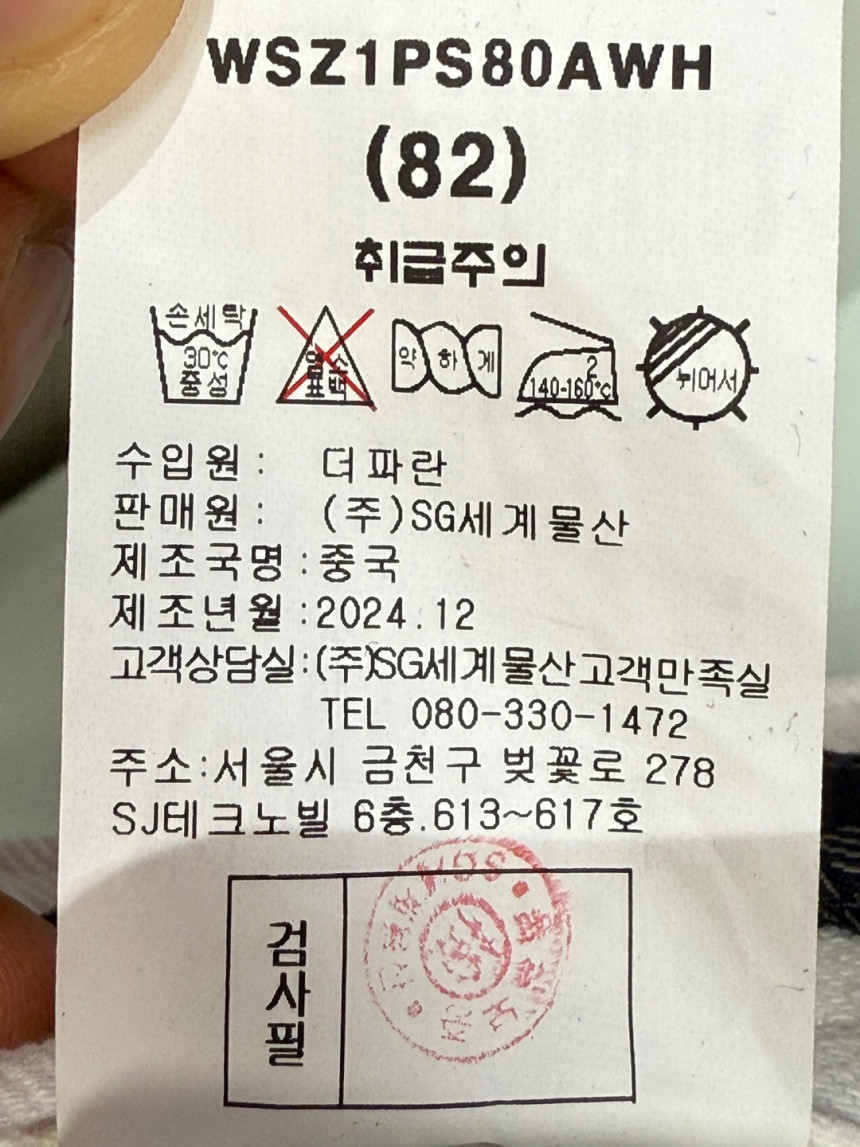 WSZ1PS80AWH
(82)
취급주의
손세탁
30℃
중성
염소
표백
약하게
2
140-160℃
뉘어서
수입원: 더파란
판매원: (주)SG세계물산
제조국명:중국
제조년월:2024.12
고객상담실:(주)SG세계물산고객만족실
TEL 080-330-1472
주소:서울시 금천구 벚꽃로 278
SJ테크노빌 6층.613~617호
검사필